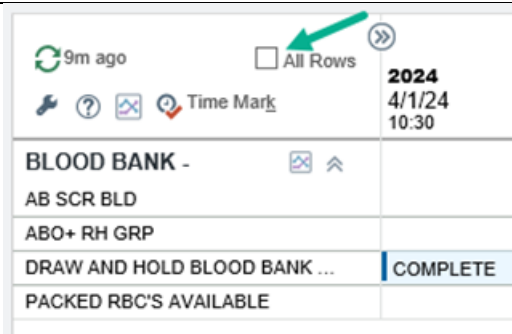 9m ago
All Rows
Time Mark
2024
4/1/24
10:30
BLOOD BANK -
AB SCR BLD
ABO+ RH GRP
DRAW AND HOLD BLOOD BANK ...
COMPLETE
PACKED RBC'S AVAILABLE